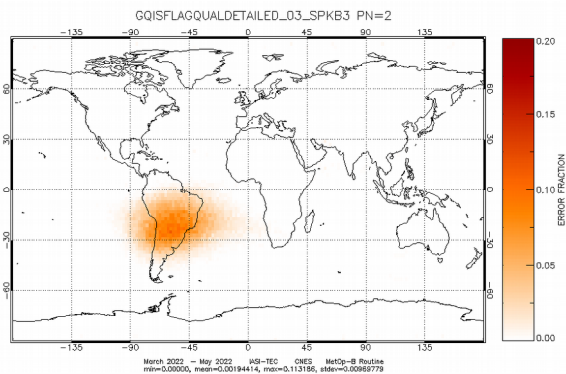 GQISFLAGQUALDETAILED_03_SPKB3 PN=2
-135 -90 -45 0 45 90 135
0.20
60 60
0.15
30 30
0 0
0.10
-30 -30
0.05
-60 -60
0.00
ERROR FRACTION
-135 -90 -45 0 45 90 135
March 2022 - May 2022 IASI-TEC CNES MetOp-B Routine
min=0.00000, mean=0.00194414, max=0.113186, stdev=0.00969779